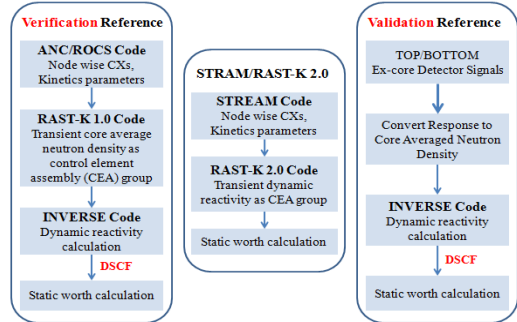 Verification Reference
ANC/ROCS Code
Node wise CXs,
Kinetics parameters
RAST-K 1.0 Code
Transient core average
neutron density as
control element
assembly (CEA) group
INVERSE Code
Dynamic reactivity
calculation
DSCF
Static worth calculation
STRAM/RAST-K 2.0
STREAM Code
Node wise CXs,
Kinetics parameters
RAST-K 2.0 Code
Transient dynamic
reactivity as CEA group
Static worth calculation
Validation Reference
TOP/BOTTOM
Ex-core Detector Signals
Convert Response to
Core Averaged Neutron
Density
INVERSE Code
Dynamic reactivity
calculation
DSCF
Static worth calculation